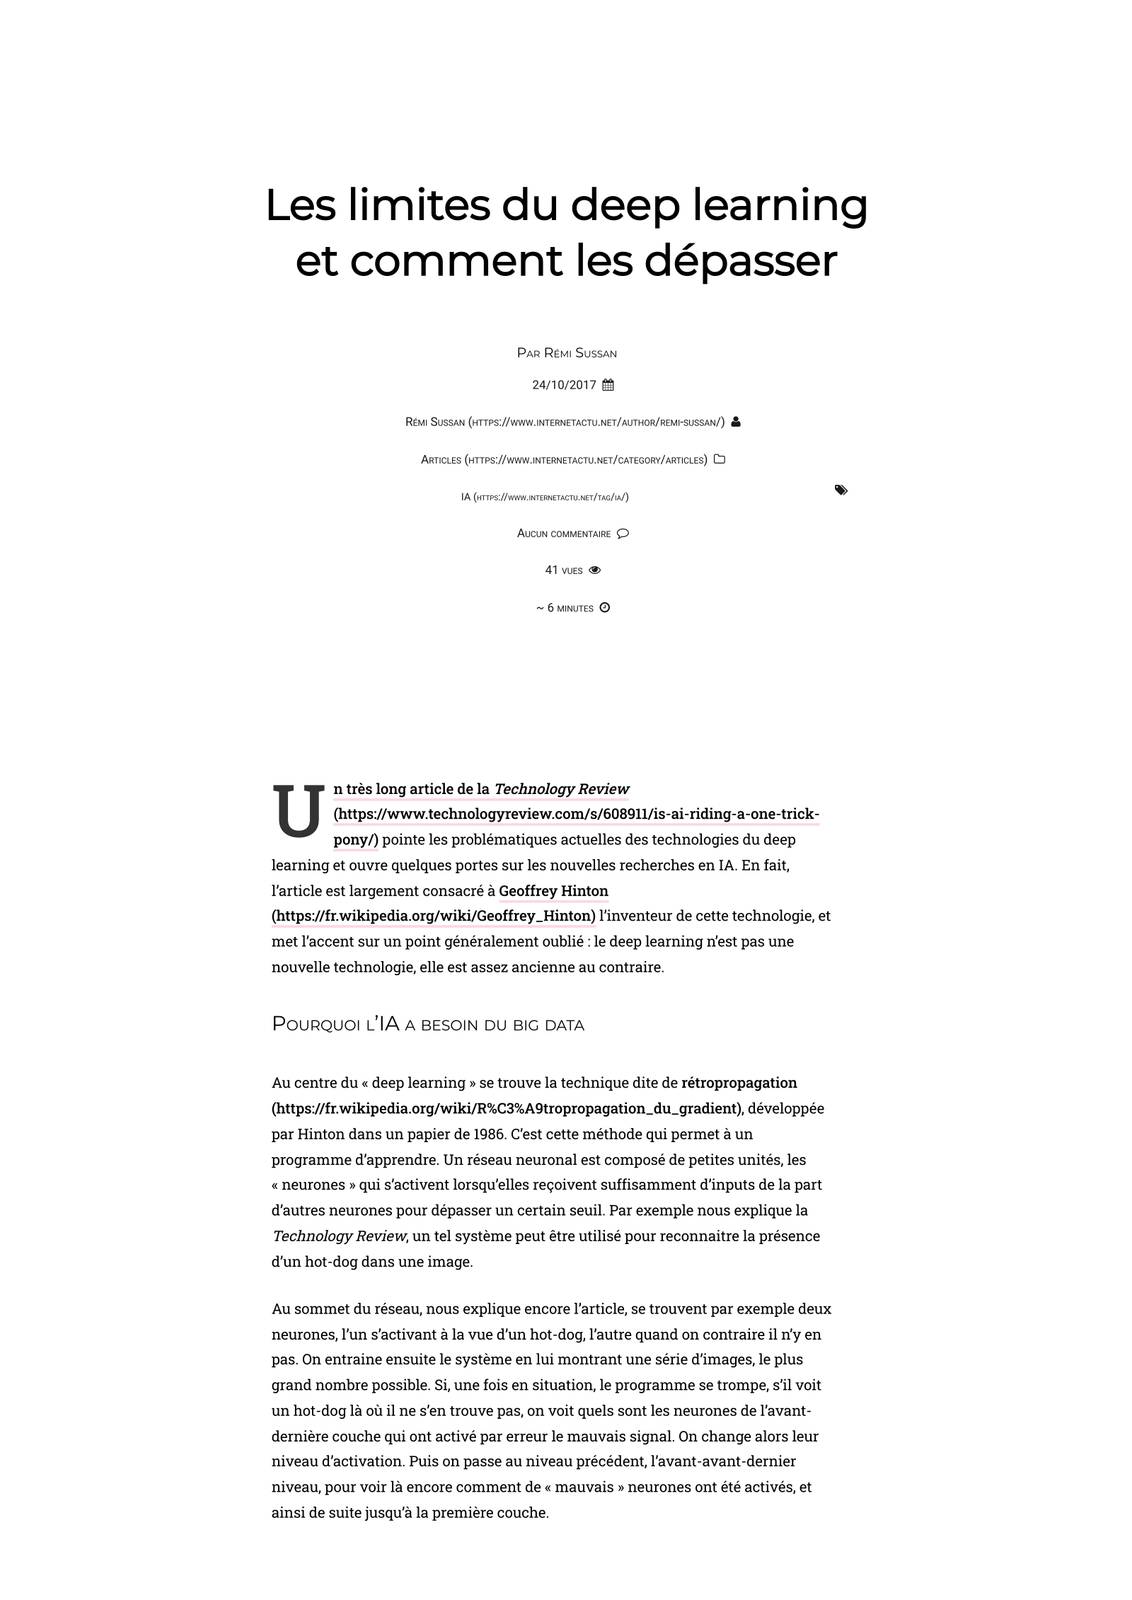 Les limites du deep learning
et comment les dépasser
Par Rémi Sussan
24/10/2017
Rémi Sussan (https://www.internetactu.net/author/remi-sussan/)
Articles (https://www.internetactu.net/category/articles)
IA (https://www.internetactu.net/tag/ia/)
Aucun commentaire
41 vues
~ 6 minutes
Un très long article de la Technology Review
(https://www.technologyreview.com/s/608911/is-ai-riding-a-one-trick-
pony/) pointe les problématiques actuelles des technologies du deep
learning et ouvre quelques portes sur les nouvelles recherches en IA. En fait,
l’article est largement consacré à Geoffrey Hinton
(https://fr.wikipedia.org/wiki/Geoffrey_Hinton) l’inventeur de cette technologie, et
met l’accent sur un point généralement oublié : le deep learning n’est pas une
nouvelle technologie, elle est assez ancienne au contraire.
Pourquoi l’IA a besoin du big data
Au centre du « deep learning » se trouve la technique dite de rétropropagation
(https://fr.wikipedia.org/wiki/R%C3%A9tropropagation_du_gradient), développée
par Hinton dans un papier de 1986. C’est cette méthode qui permet à un
programme d’apprendre. Un réseau neuronal est composé de petites unités, les
« neurones » qui s’activent lorsqu’elles reçoivent suffisamment d’inputs de la part
d’autres neurones pour dépasser un certain seuil. Par exemple nous explique la
Technology Review, un tel système peut être utilisé pour reconnaitre la présence
d’un hot-dog dans une image.
Au sommet du réseau, nous explique encore l’article, se trouvent par exemple deux
neurones, l’un s’activant à la vue d’un hot-dog, l’autre quand on contraire il n’y en
pas. On entraine ensuite le système en lui montrant une série d’images, le plus
grand nombre possible. Si, une fois en situation, le programme se trompe, s’il voit
un hot-dog là où il ne s’en trouve pas, on voit quels sont les neurones de l’avant-
dernière couche qui ont activé par erreur le mauvais signal. On change alors leur
niveau d’activation. Puis on passe au niveau précédent, l’avant-avant-dernier
niveau, pour voir là encore comment de « mauvais » neurones ont été activés, et
ainsi de suite jusqu’à la première couche.